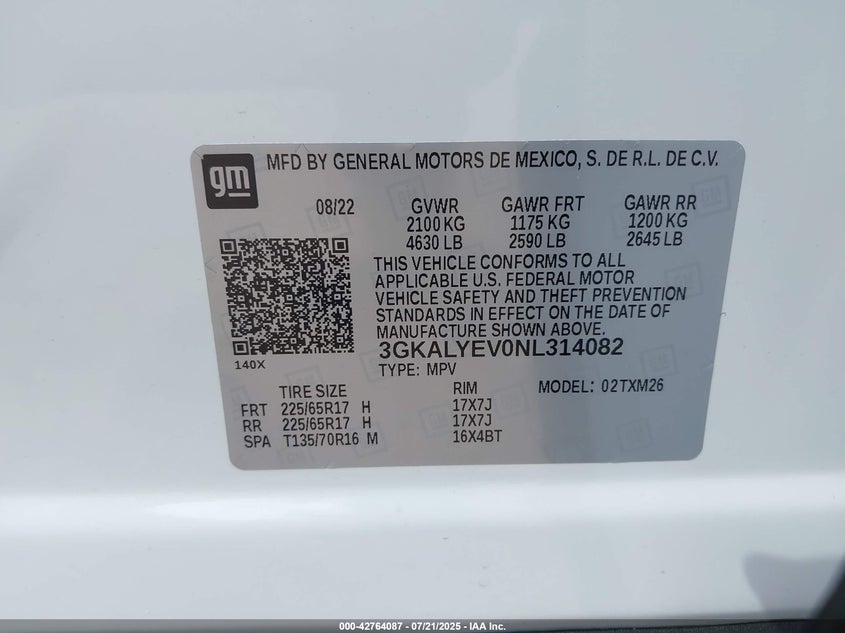 gm
MFD BY GENERAL MOTORS DE MEXICO, S. DE R.L. DE C.V.
08/22 GVWR GAWR FRT GAWR RR
2100 KG 1175 KG 1200 KG
4630 LB 2590 LB 2645 LB
THIS VEHICLE CONFORMS TO ALL
APPLICABLE U.S. FEDERAL MOTOR
VEHICLE SAFETY AND THEFT PREVENTION
STANDARDS IN EFFECT ON THE DATE OF
MANUFACTURE SHOWN ABOVE.
3GKALYEV0NL314082
140X
TYPE: MPV
TIRE SIZE RIM MODEL: 02TXM26
FRT 225/65R17 H 17X7J
RR 225/65R17 H 17X7J
SPA T135/70R16 M 16X4BT
000-42764087 - 07/21/2025 - IAA Inc.